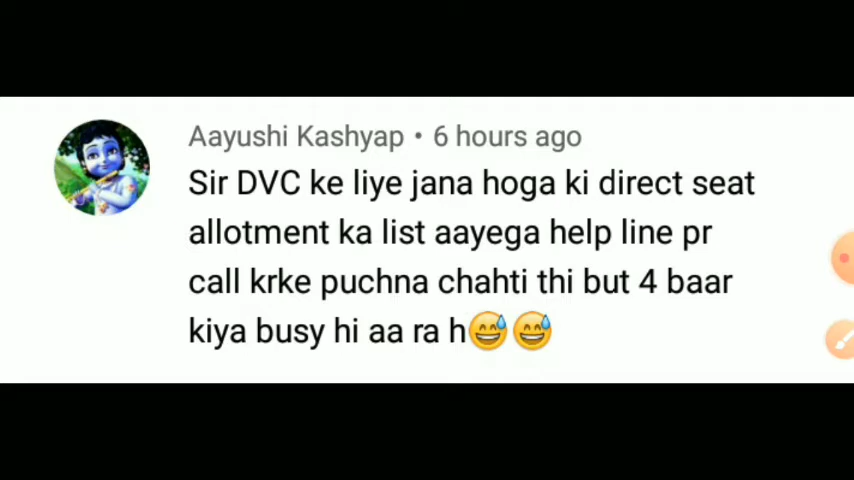 Aayushi Kashyap • 6 hours ago
Sir DVC ke liye jana hoga ki direct seat
allotment ka list aayega help line pr
call krke puchna chahti thi but 4 baar
kiya busy hi aa ra h😅😅